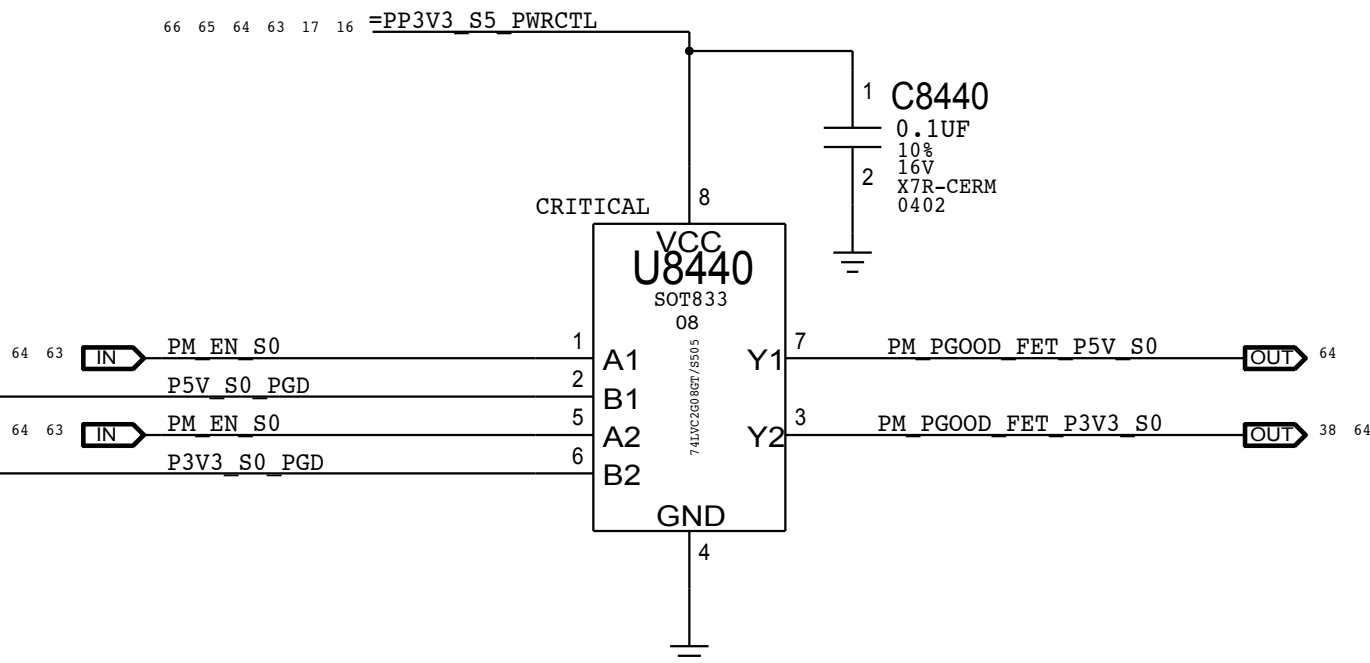 66 65 64 63 17 16 =PP3V3_S5_PWRCTL
1 C8440
0.1UF
10%
16V
X7R-CERM
0402
2
CRITICAL
8
VCC
U8440
SOT833
08
74LVC2G08GT/S505
64 63 IN PM_EN_S0 1 A1
P5V_S0_PGD 2 B1
64 63 IN PM_EN_S0 5 A2
P3V3_S0_PGD 6 B2
Y1 7 PM_PGOOD_FET_P5V_S0 OUT 64
Y2 3 PM_PGOOD_FET_P3V3_S0 OUT 38 64
GND
4